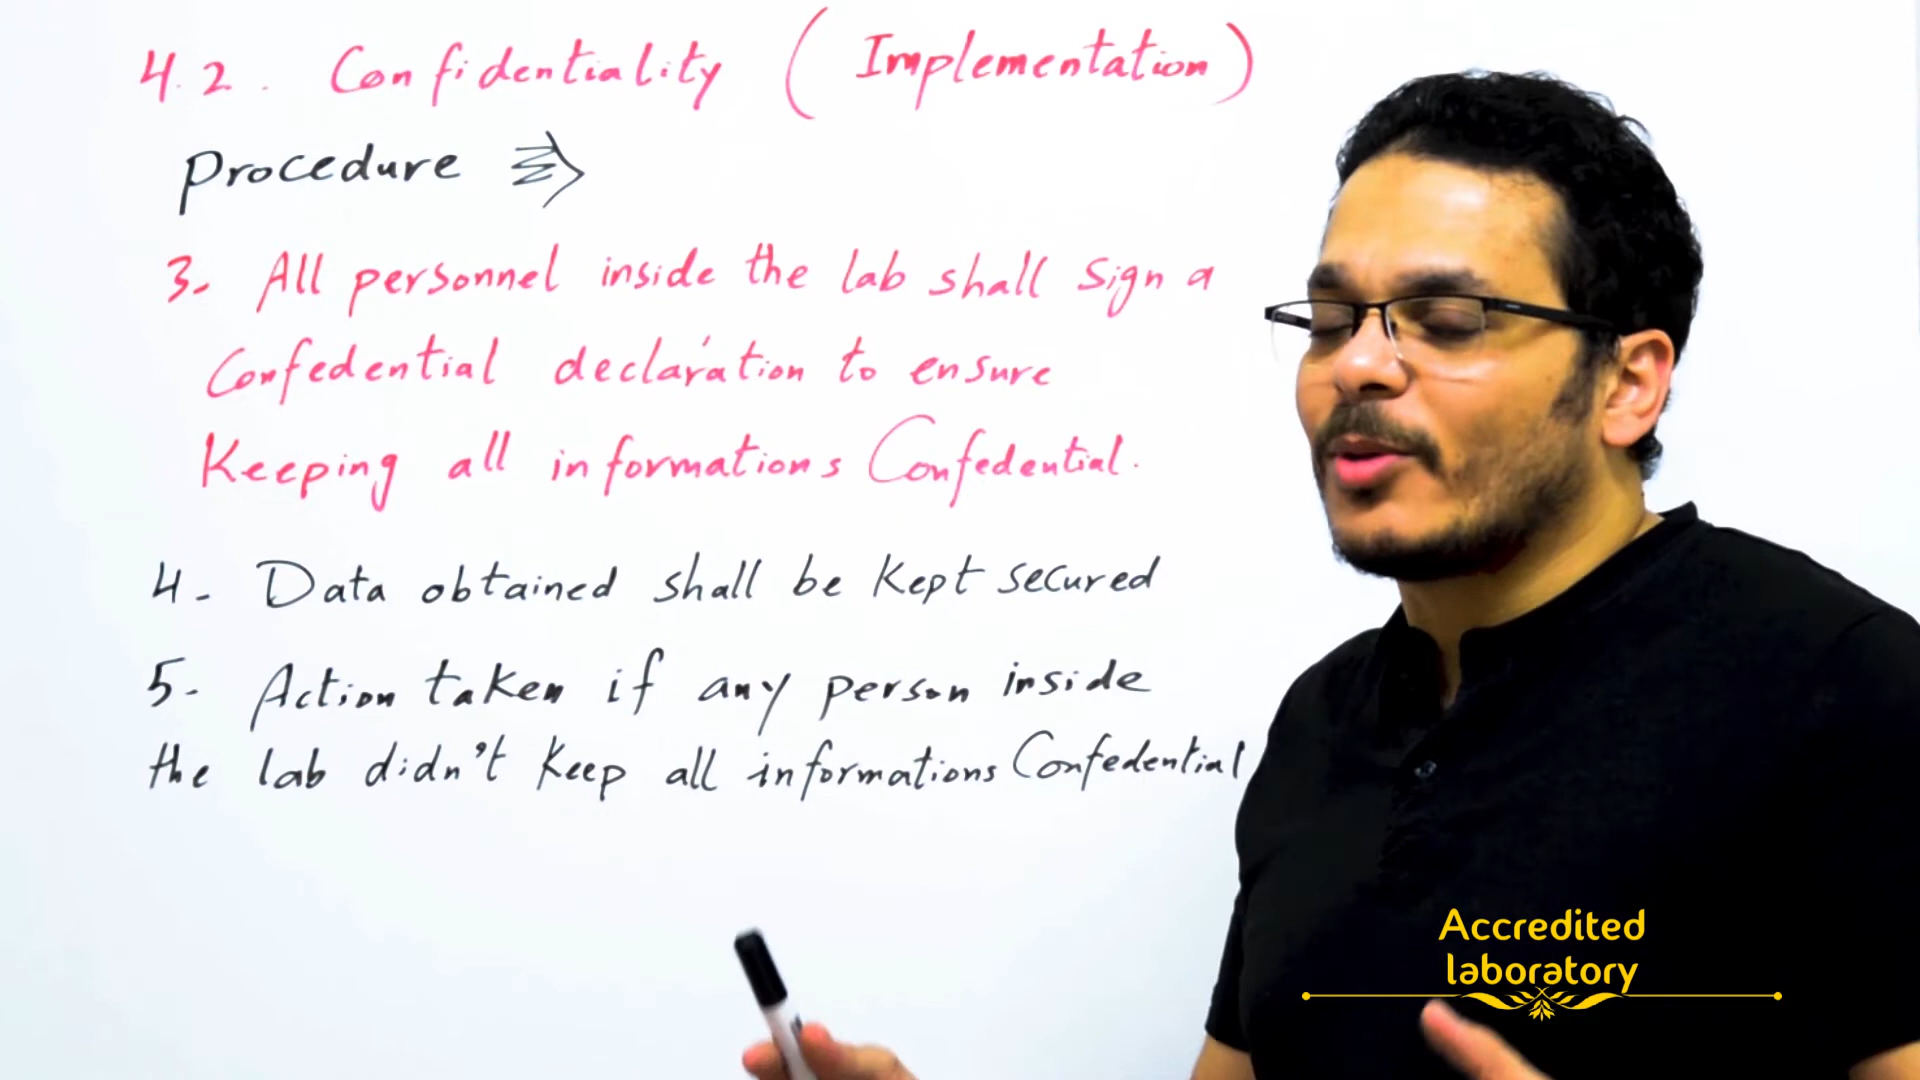 4.2. Confidentiality (Implementation)
Procedure
3- All personnel inside the lab shall sign a
Confedential declaration to ensure
Keeping all informations Confedential.
4- Data obtained shall be Kept secured
5- Action taken if any person inside
the lab didn't Keep all informations Confedential
Accredited
laboratory